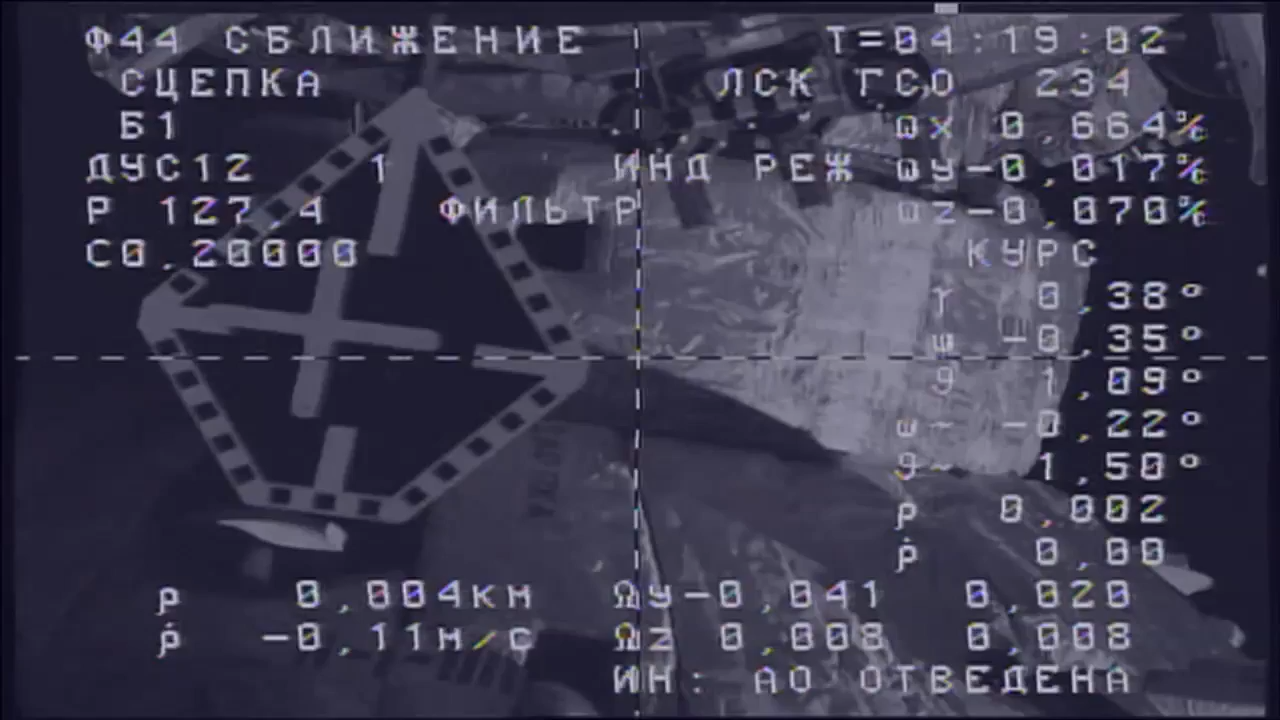 Ф44 СБЛИЖЕНИЕ Т=04:19:02
СЦЕПКА ЛСК ГСО 234
Б1 ωx 0,664%
ДУС12 1 ИНД РЕЖ ωy-0,017%
Р 127,4 ФИЛЬТР ωz-0,070%
С0,20000 КУРС
γ 0,38°
ш -0,35°
θ 1,09°
ш~ -0,22°
θ~ 1,50°
ρ 0,002
ρ̇ 0,00
ρ 0,004км Ωy-0,041 0,020
ρ̇ -0,11м/с Ωz 0,008 0,008
ИН: АО ОТВЕДЕНА